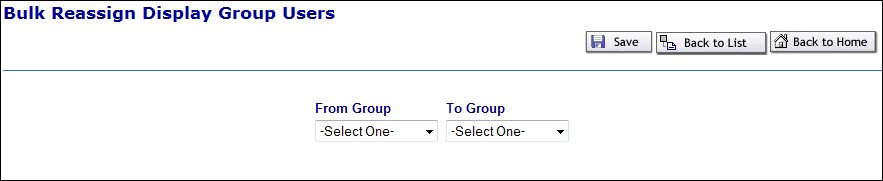 Bulk Reassign Display Group Users
Save Back to List Back to Home
From Group To Group
-Select One- -Select One-